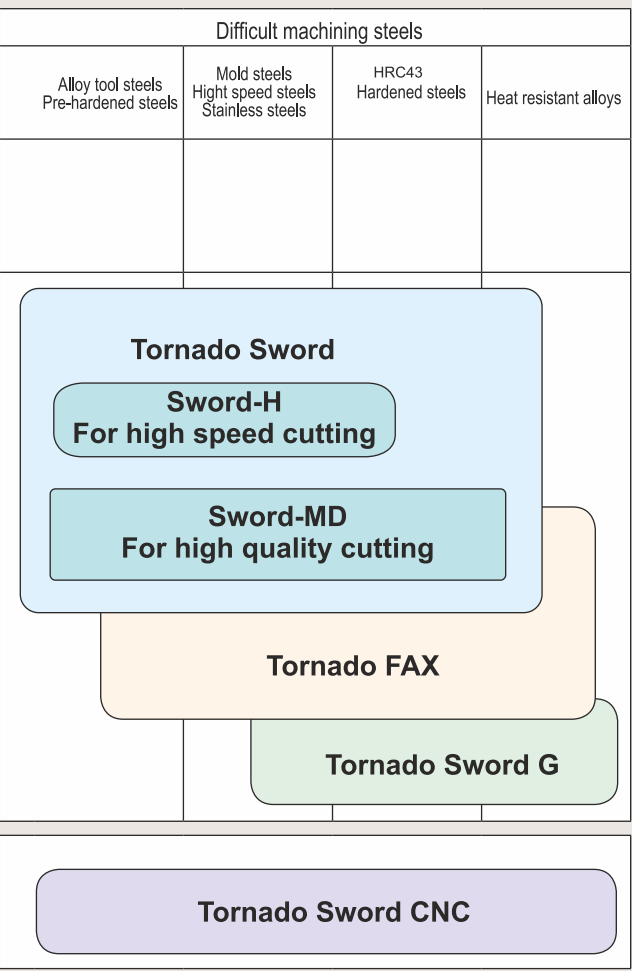 Difficult machining steels
Alloy tool steels
Pre-hardened steels
Mold steels
Hight speed steels
Stainless steels
HRC43
Hardened steels
Heat resistant alloys
Tornado Sword
Sword-H
For high speed cutting
Sword-MD
For high quality cutting
Tornado FAX
Tornado Sword G
Tornado Sword CNC